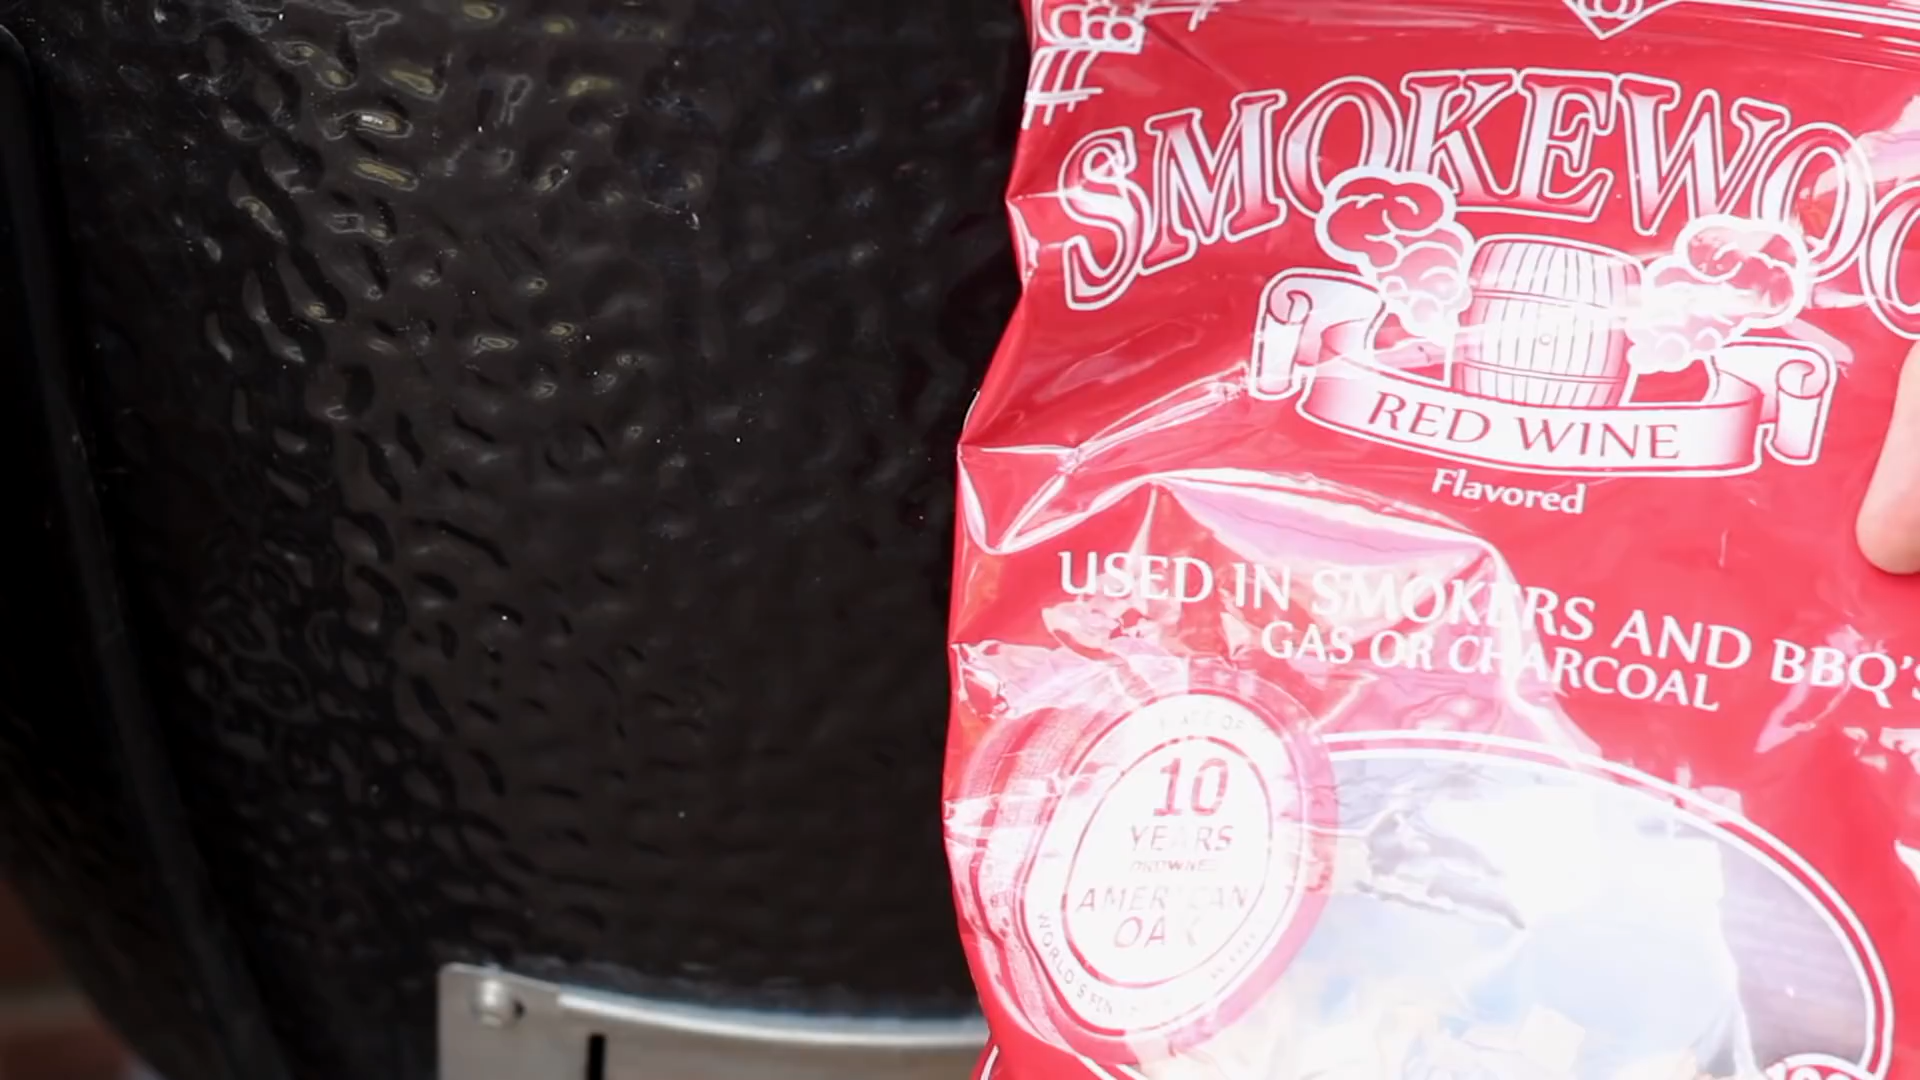 SMOKEWOO
RED WINE
Flavored
USED IN SMOKERS AND BBQ'S
GAS OR CHARCOAL
10
YEARS
AMERICAN
OAK